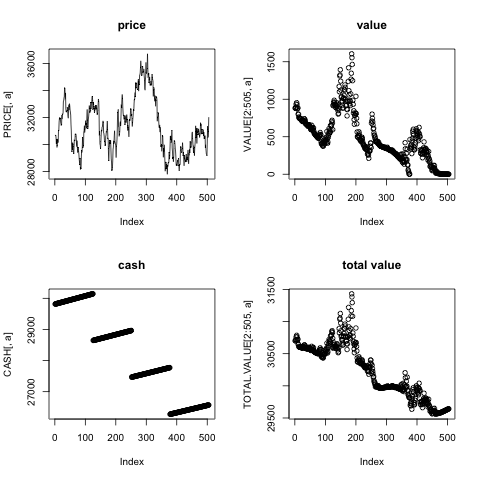 price
PRICE[, a]
36000
32000
28000
0 100 200 300 400 500
Index
value
VALUE[2:505, a]
1500
1000
500
0
0 100 200 300 400 500
Index
cash
CASH[, a]
29000
27000
0 100 200 300 400 500
Index
total value
TOTAL.VALUE[2:505, a]
31500
30500
29500
0 100 200 300 400 500
Index